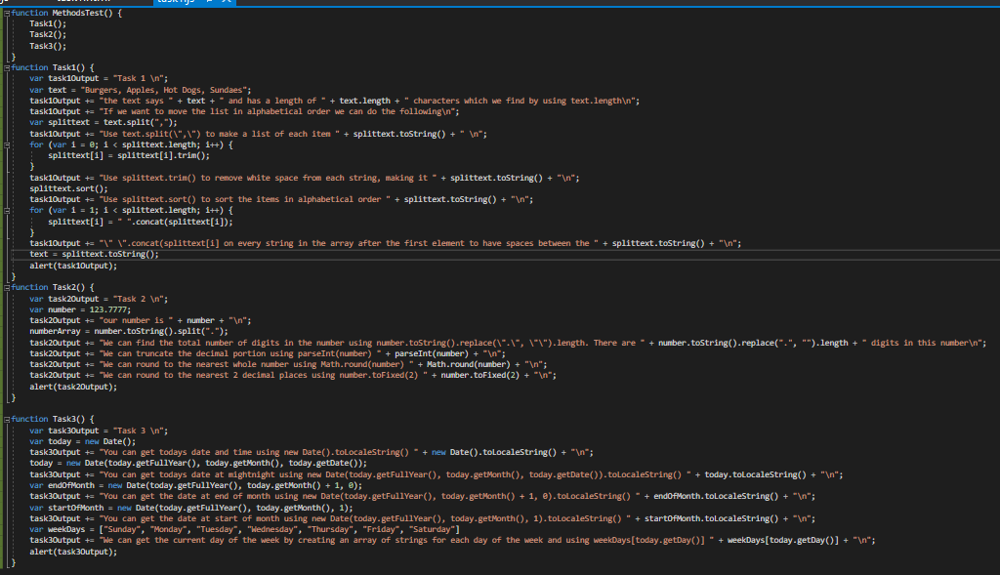 function MethodsTest() {
Task1();
Task2();
Task3();
}
function Task1() {
var task1Output = "Task 1 \n";
var text = "Burgers, Apples, Hot Dogs, Sundaes";
task1Output += "the text says " + text + " and has a length of " + text.length + " characters which we find by using text.length\n";
task1Output += "If we want to move the list in alphabetical order we can do the following\n";
var splittext = text.split(",");
task1Output += "Use text.split(\",\") to make a list of each item " + splittext.toString() + " \n";
for (var i = 0; i < splittext.length; i++) {
splittext[i] = splittext[i].trim();
}
task1Output += "Use splittext.trim() to remove white space from each string, making it " + splittext.toString() + "\n";
splittext.sort();
task1Output += "Use splittext.sort() to sort the items in alphabetical order " + splittext.toString() + "\n";
for (var i = 1; i < splittext.length; i++) {
splittext[i] = " ".concat(splittext[i]);
}
task1Output += "\" \".concat(splittext[i] on every string in the array after the first element to have spaces between the " + splittext.toString() + "\n";
text = splittext.toString();
alert(task1Output);
}
function Task2() {
var task2Output = "Task 2 \n";
var number = 123.7777;
task2Output += "our number is " + number + "\n";
numberArray = number.toString().split(".");
task2Output += "We can find the total number of digits in the number using number.toString().replace(\".\", \"\").length. There are " + number.toString().replace(".", "").length + " digits in this number\n";
task2Output += "We can truncate the decimal portion using parseInt(number) " + parseInt(number) + "\n";
task2Output += "We can round to the nearest whole number using Math.round(number) " + Math.round(number) + "\n";
task2Output += "We can round to the nearest 2 decimal places using number.toFixed(2) " + number.toFixed(2) + "\n";
alert(task2Output);
}
function Task3() {
var task3Output = "Task 3 \n";
var today = new Date();
task3Output += "You can get todays date and time using new Date().toLocaleString() " + new Date().toLocaleString() + "\n";
today = new Date(today.getFullYear(), today.getMonth(), today.getDate());
task3Output += "You can get todays date at mightnight using new Date(today.getFullYear(), today.getMonth(), today.getDate()).toLocaleString() " + today.toLocaleString() + "\n";
var endOfMonth = new Date(today.getFullYear(), today.getMonth() + 1, 0);
task3Output += "You can get the date at end of month using new Date(today.getFullYear(), today.getMonth() + 1, 0).toLocaleString() " + endOfMonth.toLocaleString() + "\n";
var startOfMonth = new Date(today.getFullYear(), today.getMonth(), 1);
task3Output += "You can get the date at start of month using new Date(today.getFullYear(), today.getMonth(), 1).toLocaleString() " + startOfMonth.toLocaleString() + "\n";
var weekDays = ["Sunday", "Monday", "Tuesday", "Wednesday", "Thursday", "Friday", "Saturday"]
task3Output += "We can get the current day of the week by creating an array of strings for each day of the week and using weekDays[today.getDay()] " + weekDays[today.getDay()] + "\n";
alert(task3Output);
}